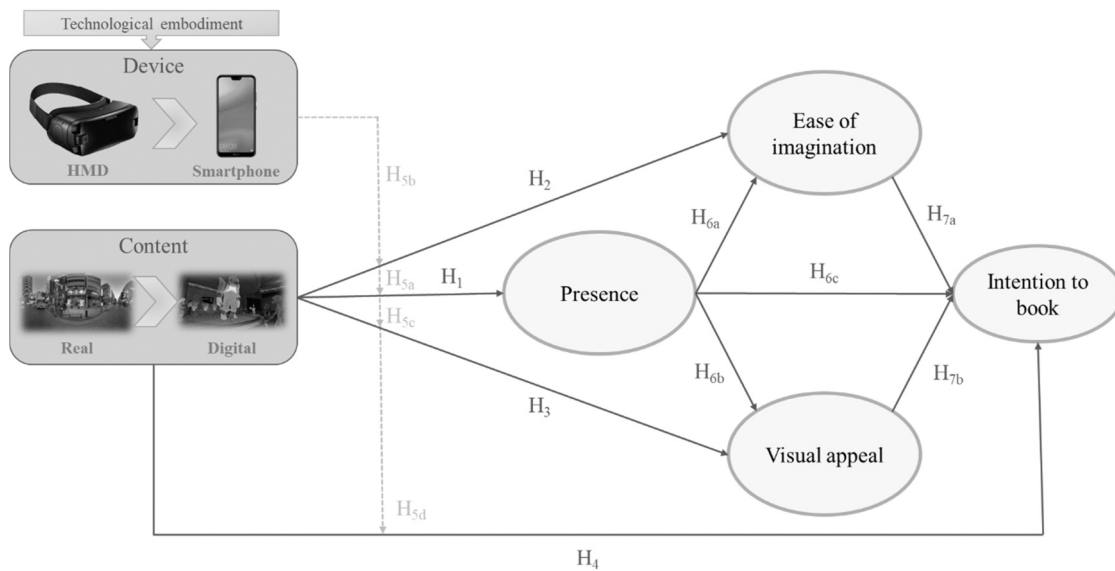 Technological embodiment
Device
HMD
Smartphone
Content
Real
Digital
H5b
H5a
H5c
H5d
H2
H1
H3
H4
Presence
Ease of
imagination
Visual appeal
H6a
H6c
H6b
H7a
H7b
Intention to
book